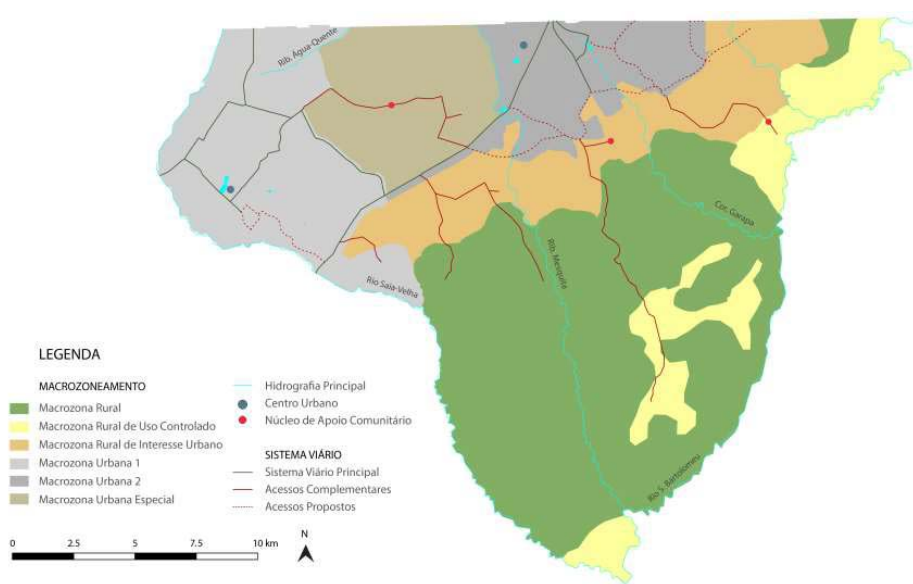 Rib. Água-Quente
Cór. Garapa
Rib. Mesquita
Rio Saia-Velha
Rio S. Bartolomeu
LEGENDA
MACROZONEAMENTO
Macrozona Rural
Macrozona Rural de Uso Controlado
Macrozona Rural de Interesse Urbano
Macrozona Urbana 1
Macrozona Urbana 2
Macrozona Urbana Especial
Hidrografia Principal
Centro Urbano
Núcleo de Apoio Comunitário
SISTEMA VIÁRIO
Sistema Viário Principal
Acessos Complementares
Acessos Propostos
0 2.5 5 7.5 10 km
N